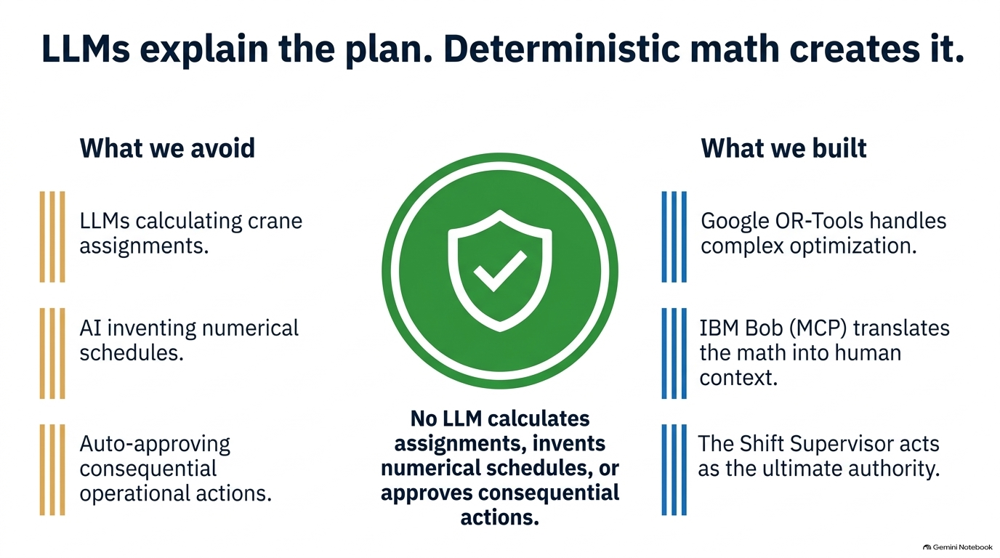 LLMs explain the plan. Deterministic math creates it.
What we avoid
LLMs calculating crane
assignments.
AI inventing numerical
schedules.
Auto-approving
consequential
operational actions.
No LLM calculates
assignments, invents
numerical schedules, or
approves consequential
actions.
What we built
Google OR-Tools handles
complex optimization.
IBM Bob (MCP) translates
the math into human
context.
The Shift Supervisor acts
as the ultimate authority.
Gemini Notebook